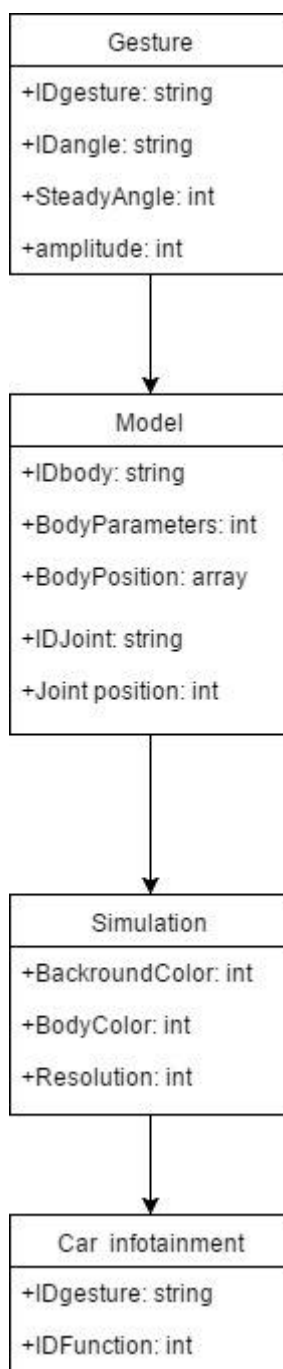 Gesture
+IDgesture: string
+IDangle: string
+SteadyAngle: int
+amplitude: int
Model
+IDbody: string
+BodyParameters: int
+BodyPosition: array
+IDJoint: string
+Joint position: int
Simulation
+BackroundColor: int
+BodyColor: int
+Resolution: int
Car infotainment
+IDgesture: string
+IDFunction: int